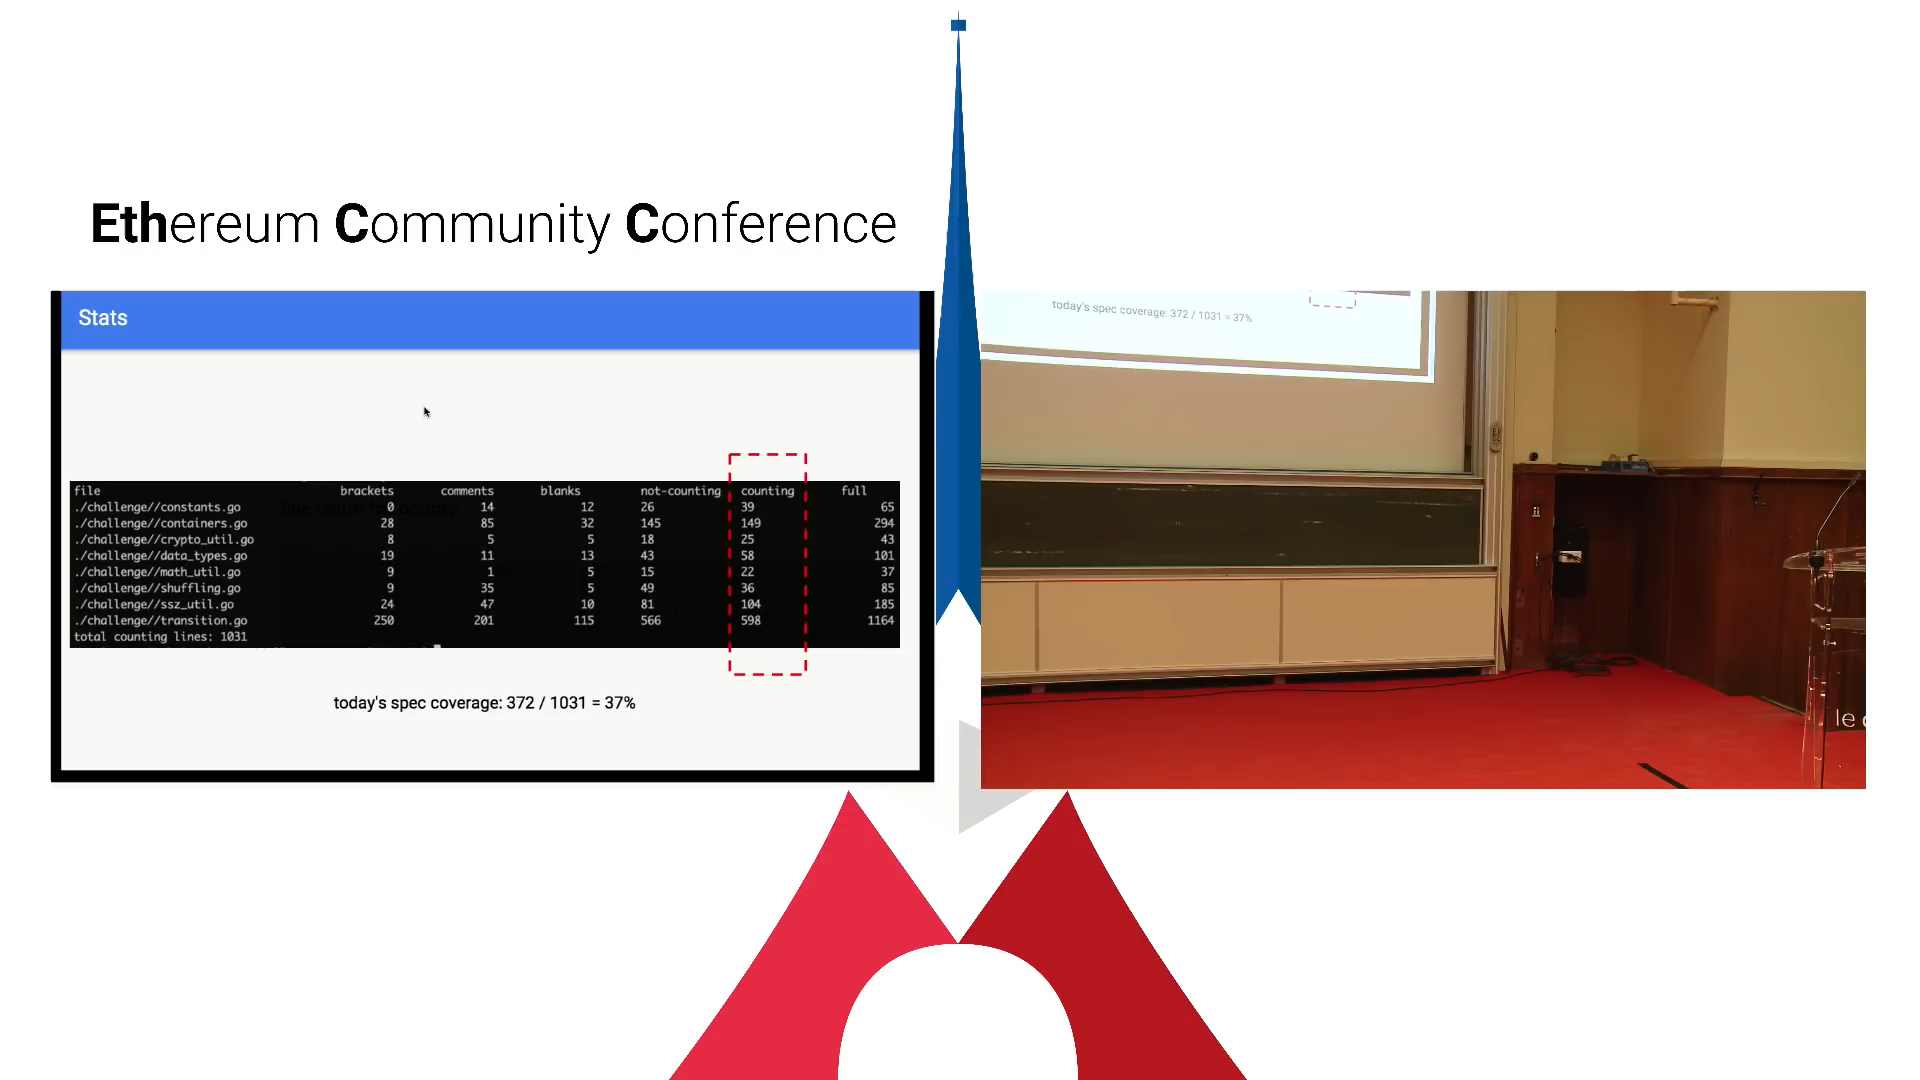 Ethereum Community Conference
Stats
file brackets comments blanks not-counting counting full
./challenge//constants.go 0 14 12 26 39 65
./challenge//containers.go 28 85 32 145 149 294
./challenge//crypto_util.go 8 5 5 18 25 43
./challenge//data_types.go 19 11 13 43 58 101
./challenge//math_util.go 9 1 5 15 22 37
./challenge//shuffling.go 9 35 5 49 36 85
./challenge//ssz_util.go 24 47 10 81 104 185
./challenge//transition.go 250 201 115 566 598 1164
total counting lines: 1031
today's spec coverage: 372 / 1031 = 37%
today's spec coverage: 372 / 1031 = 37%
le